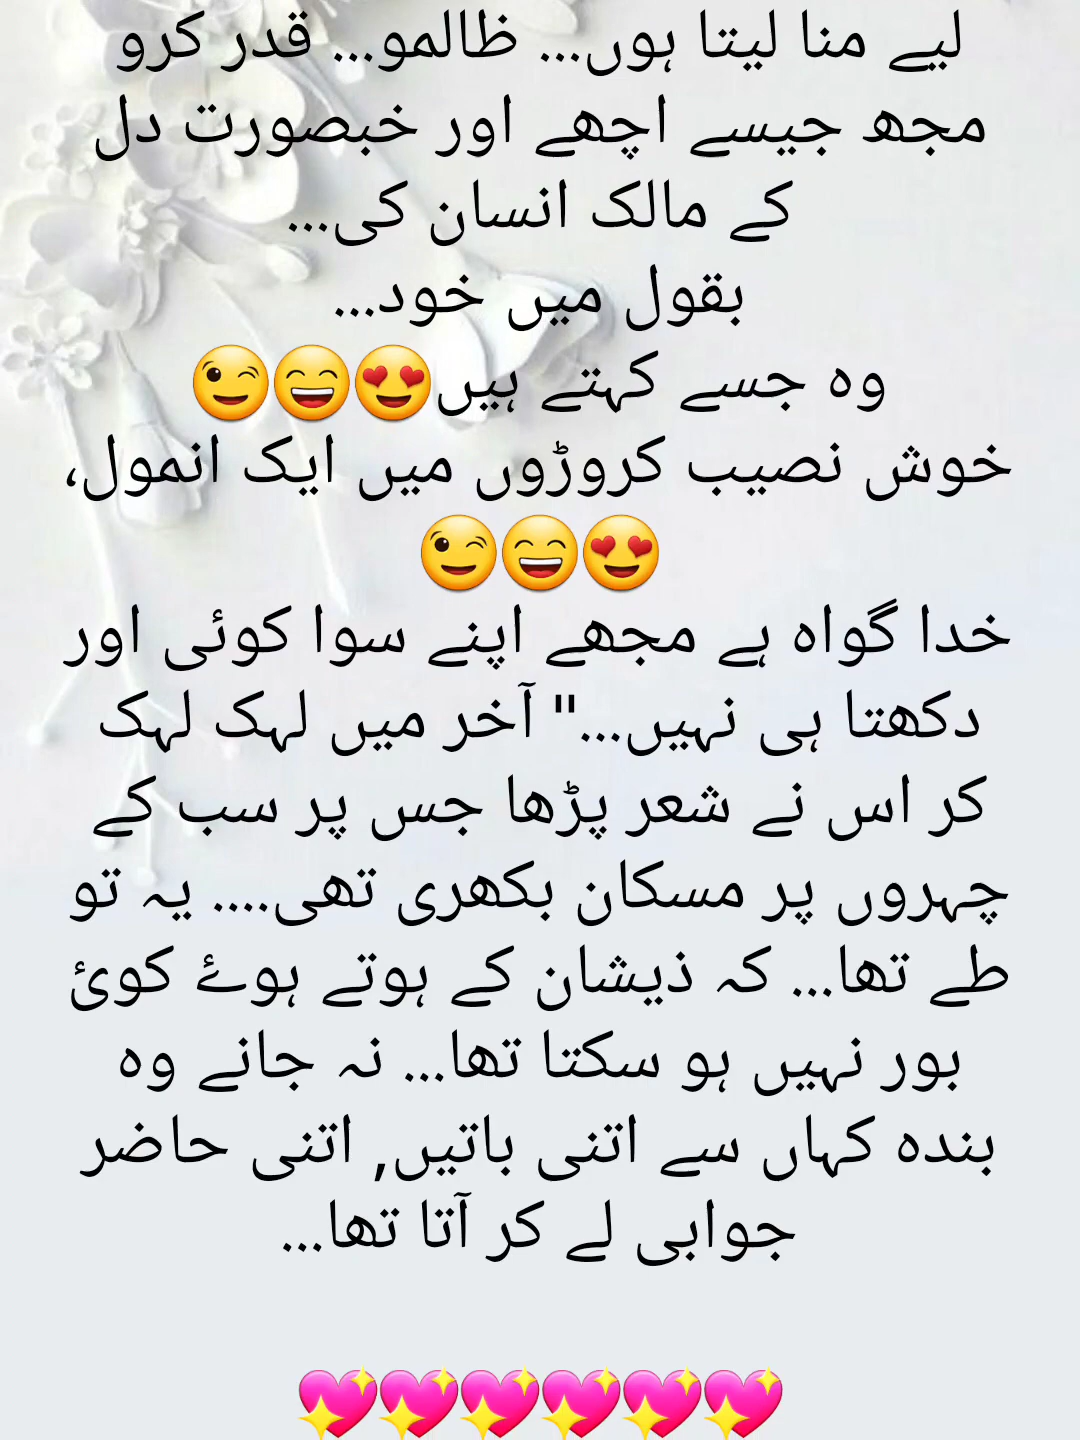 لیے منا لیتا ہوں... ظالمو... قدر کرو
مجھ جیسے اچھے اور خبصورت دل
کے مالک انسان کی...
بقول میں خود...
وہ جسے کہتے ہیں😍😄😉
خوش نصیب کروڑوں میں ایک انمول،
😍😄😉
خدا گواہ ہے مجھے اپنے سوا کوئی اور
دکھتا ہی نہیں..." آخر میں لہک لہک
کر اس نے شعر پڑھا جس پر سب کے
چہروں پر مسکان بکھری تھی.... یہ تو
طے تھا... کہ ذیشان کے ہوتے ہوۓ کوئ
بور نہیں ہو سکتا تھا... نہ جانے وہ
بندہ کہاں سے اتنی باتیں, اتنی حاضر
جوابی لے کر آتا تھا...
💖💖💖💖💖💖